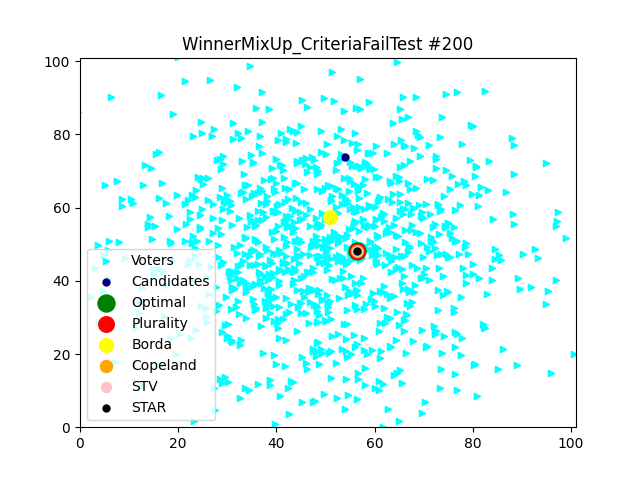 WinnerMixUp_CriteriaFailTest #200
100
80
60
40
20
0
Voters
Candidates
Optimal
Plurality
Borda
Copeland
STV
STAR
0 20 40 60 80 100